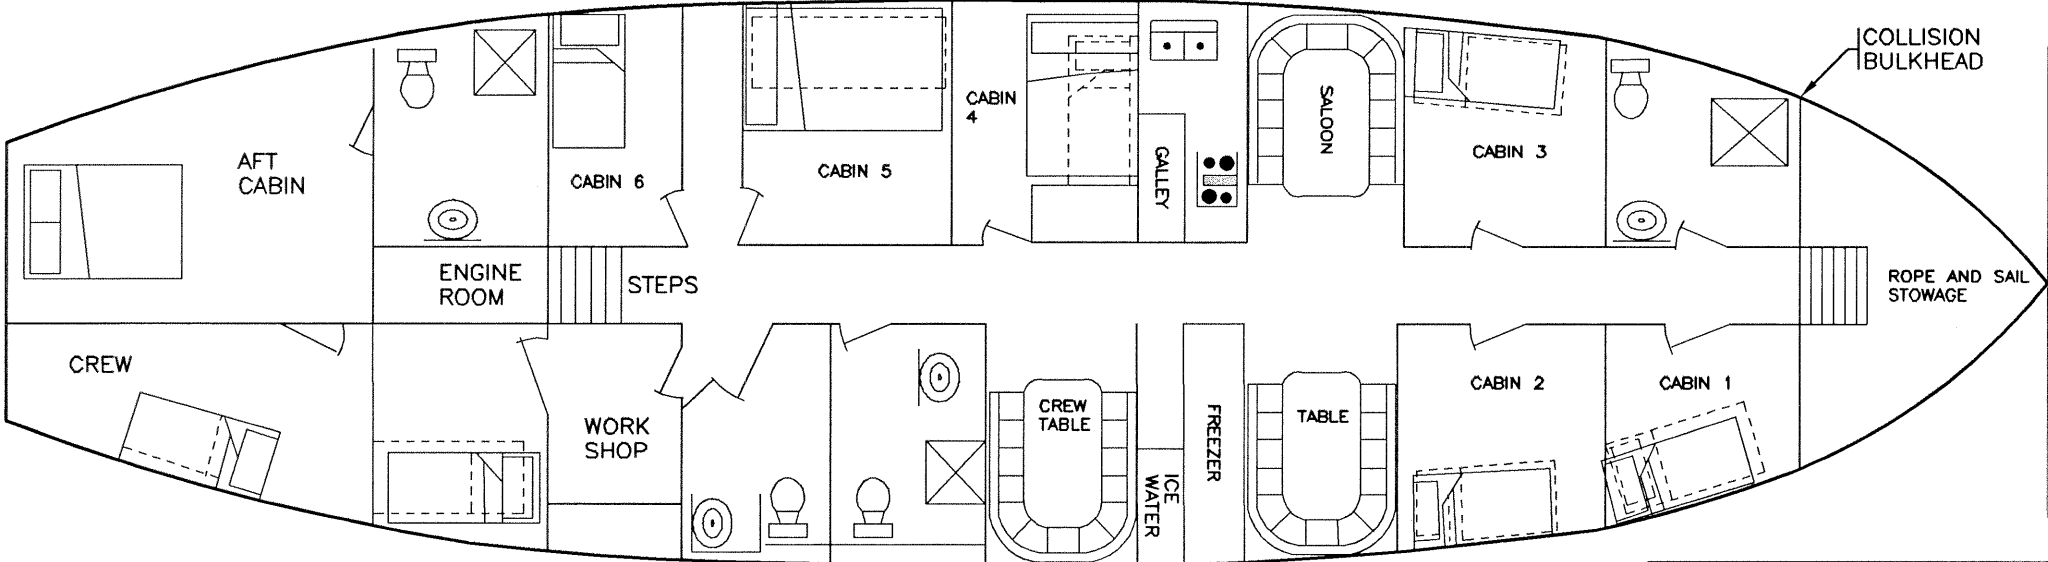 COLLISION
BULKHEAD
AFT
CABIN
CABIN 6
CABIN 5
CABIN
4
GALLEY
SALOON
CABIN 3
ENGINE
ROOM
STEPS
ROPE AND SAIL
STOWAGE
CREW
WORK
SHOP
CREW
TABLE
ICE
WATER
FREEZER
TABLE
CABIN 2
CABIN 1